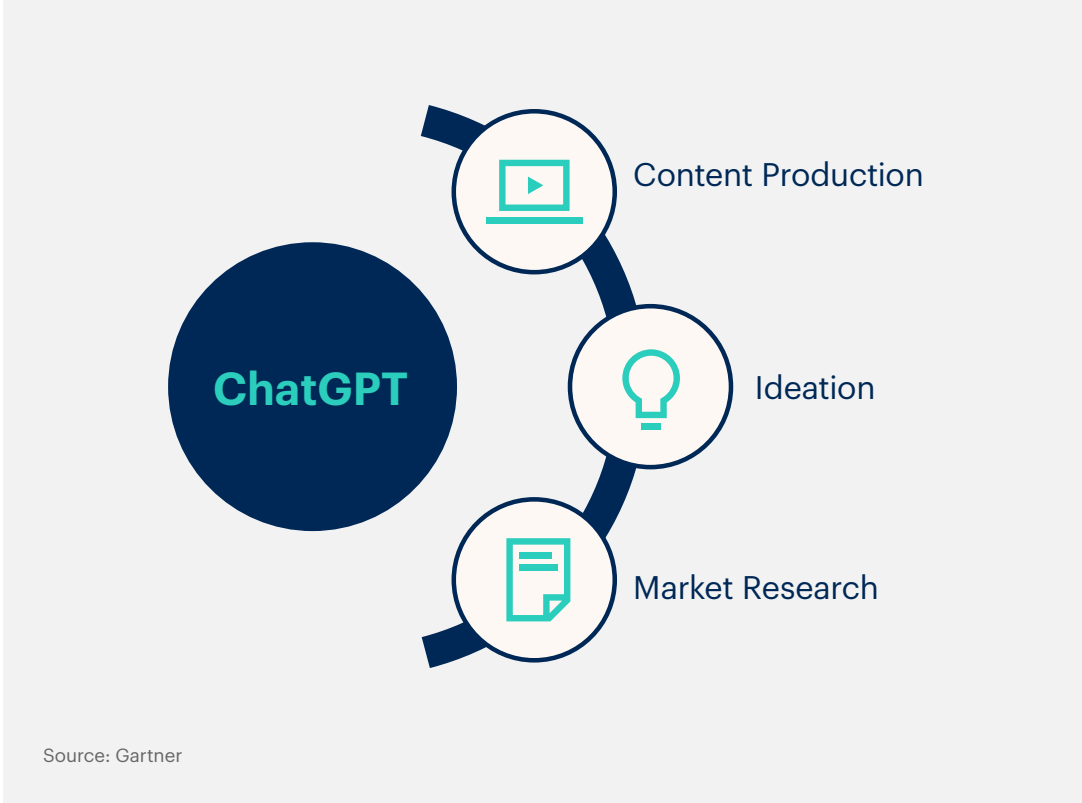 Content Production
ChatGPT
Ideation
Market Research
Source: Gartner